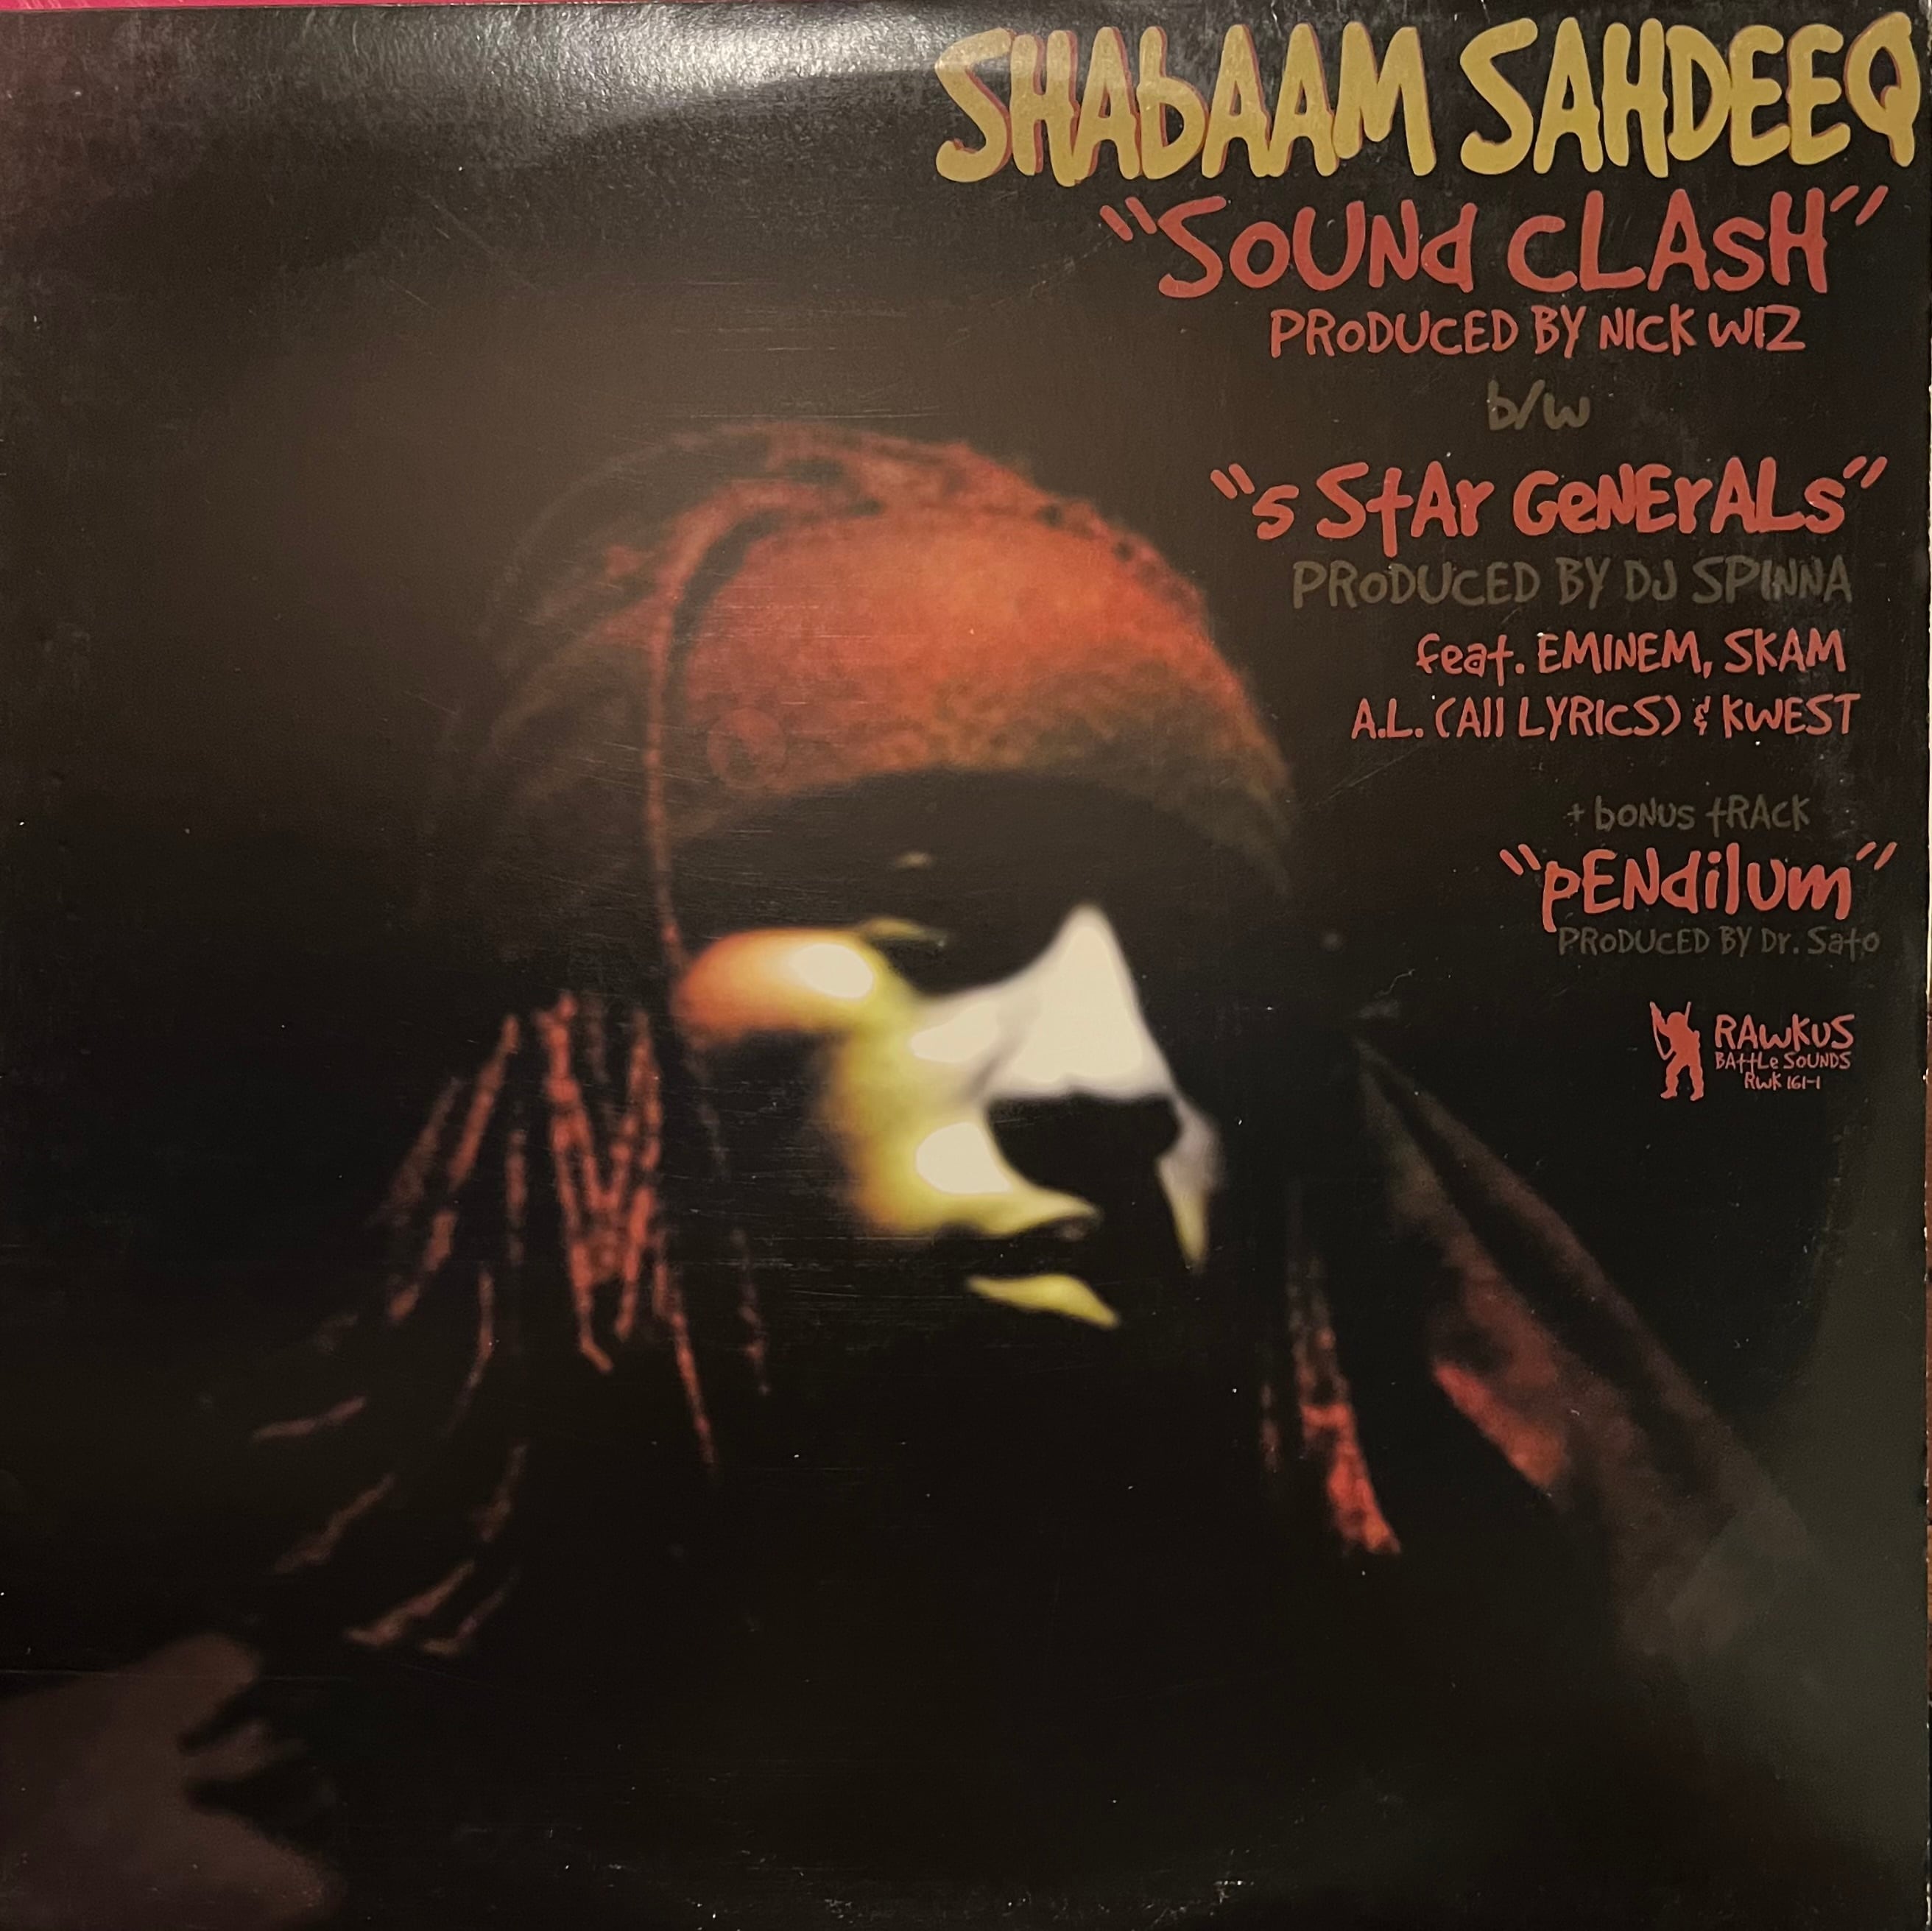 SHAbAAM SAHDEEQ
"SoUNd cLAsH"
PRODUCED BY NICK WIZ
b/w
"5 StAr GeNErALs"
PRODUCED BY DJ SPINNA
feat. EMINEM, SKAM
A.L. (All LYRICS) & KWEST
+ bONUS tRACK
"pENdilum"
PRODUCED BY Dr. Sato
RAWKUS
BAttLe SOUNDS
RWK 161-1